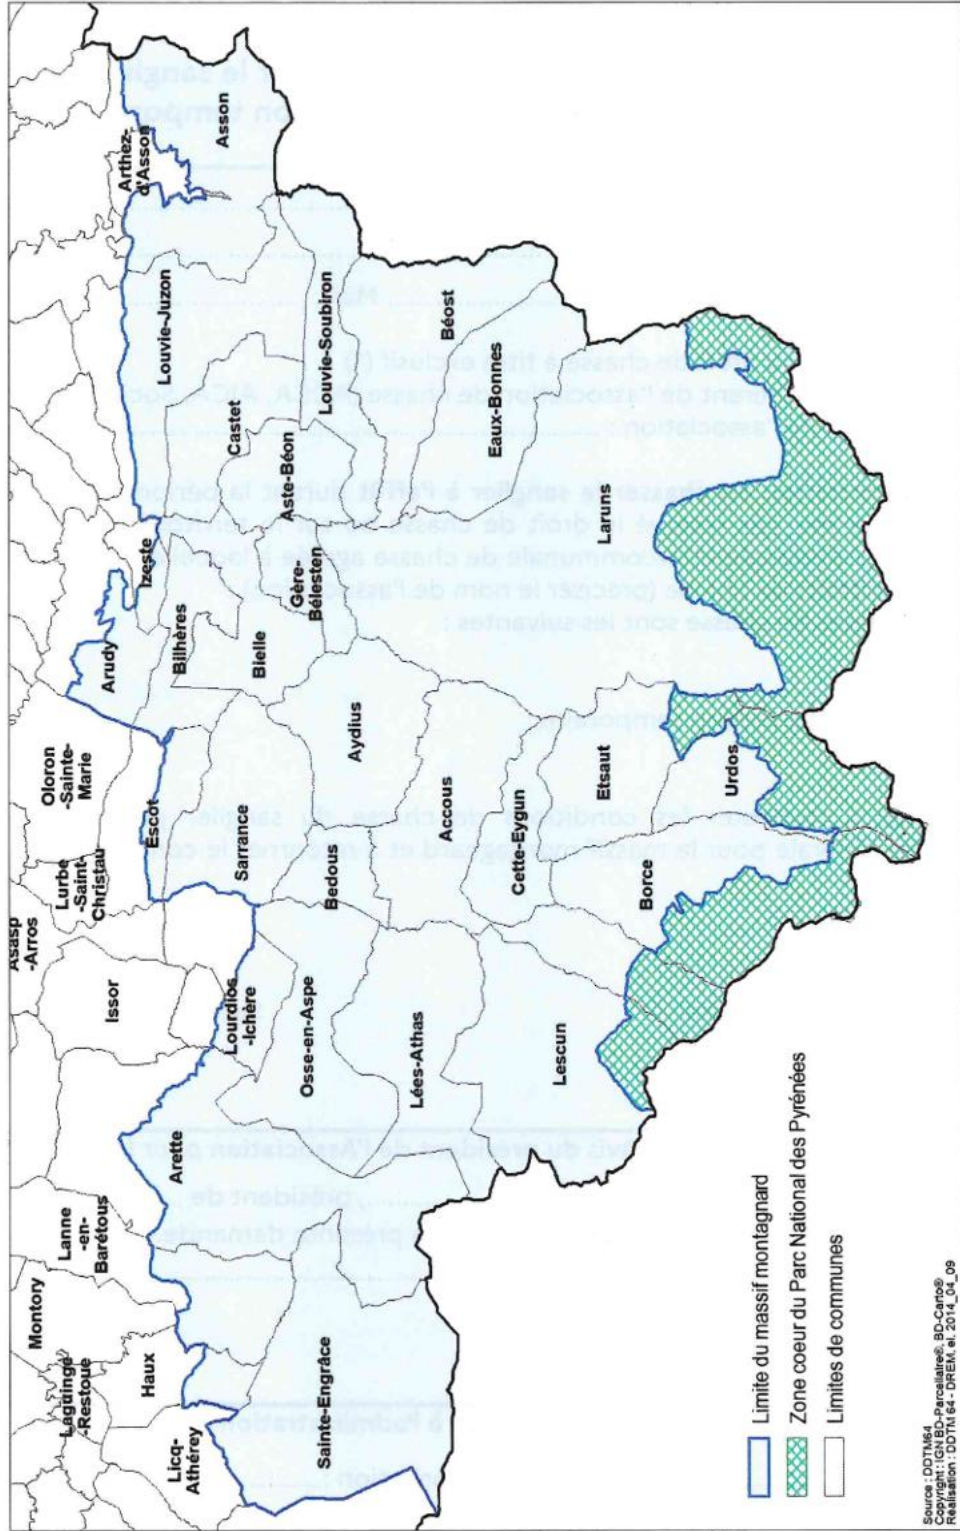 Asasp
-Arros
Oloron
-Sainte-
Marie
Lurbe
-Saint-
Christau
Issor
Montory
Lanne
-en-
Barétous
Laguinge
-Restoue
Haux
Licq-
Athérey
Arthez-
d'Asson
Asson
Louvie-Juzon
Izeste
Arudy
Castet
Bilhères
Escot
Aste-Béon
Louvie-Soubiron
Bielle
Gère-
Bélesten
Sarrance
Lourdios
-Ichère
Arette
Béost
Eaux-Bonnes
Aydius
Bedous
Osse-en-Aspe
Accous
Lées-Athas
Laruns
Cette-Eygun
Etsaut
Lescun
Borce
Urdos
Sainte-Engrâce
Limite du massif montagnard
Zone coeur du Parc National des Pyrénées
Limites de communes
Source : DDTM64
Copyright : IGN BD-Parcellaire®, BD-Carto®
Réalisation : DDTM 64 - DREM, el, 2014_04_09